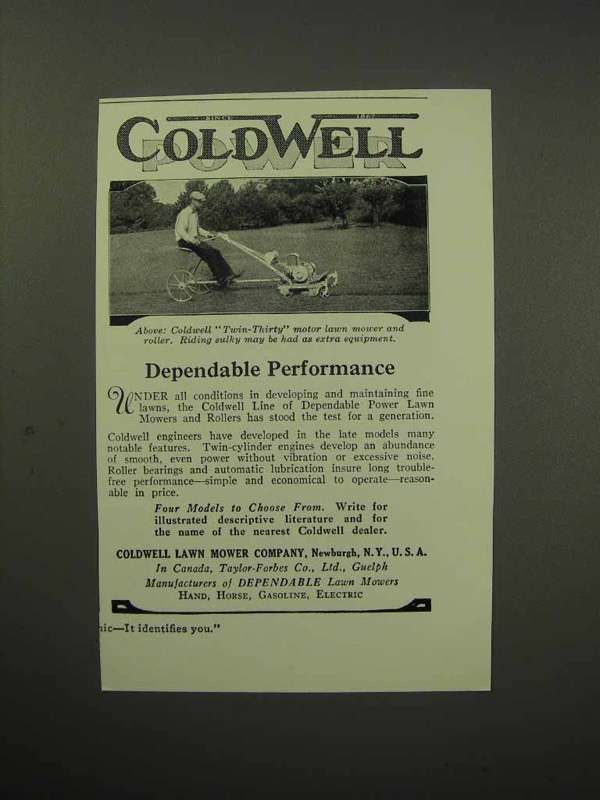 SINCE 1867
COLDWELL
POWER
Above: Coldwell "Twin-Thirty" motor lawn mower and
roller. Riding sulky may be had as extra equipment.
Dependable Performance
UNDER all conditions in developing and maintaining fine
lawns, the Coldwell Line of Dependable Power Lawn
Mowers and Rollers has stood the test for a generation.
Coldwell engineers have developed in the late models many
notable features. Twin-cylinder engines develop an abundance
of smooth, even power without vibration or excessive noise.
Roller bearings and automatic lubrication insure long trouble-
free performance—simple and economical to operate—reason-
able in price.
Four Models to Choose From. Write for
illustrated descriptive literature and for
the name of the nearest Coldwell dealer.
COLDWELL LAWN MOWER COMPANY, Newburgh, N.Y., U.S.A.
In Canada, Taylor-Forbes Co., Ltd., Guelph
Manufacturers of DEPENDABLE Lawn Mowers
HAND, HORSE, GASOLINE, ELECTRIC
ic—It identifies you."